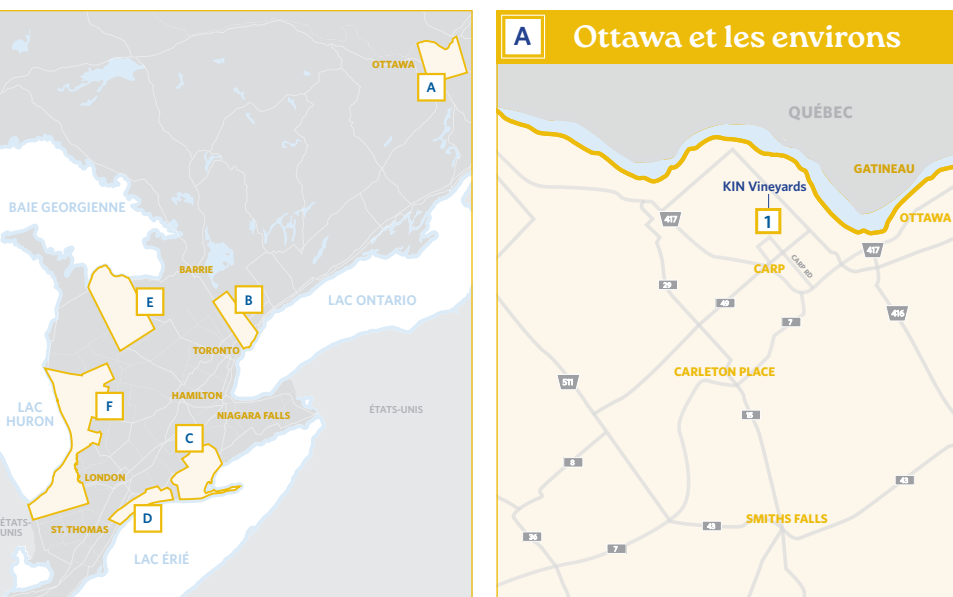 OTTAWA
A
BAIE GEORGIENNE
BARRIE
E
B
LAC ONTARIO
TORONTO
LAC
HURON
F
HAMILTON
NIAGARA FALLS
ÉTATS-UNIS
C
LONDON
ÉTATS-
UNIS
ST. THOMAS
D
LAC ÉRIÉ
A
Ottawa et les environs
QUÉBEC
GATINEAU
KIN Vineyards
1
OTTAWA
417
417
CARP
CARP RD
29
49
7
416
CARLETON PLACE
511
15
8
43
SMITHS FALLS
43
36
7